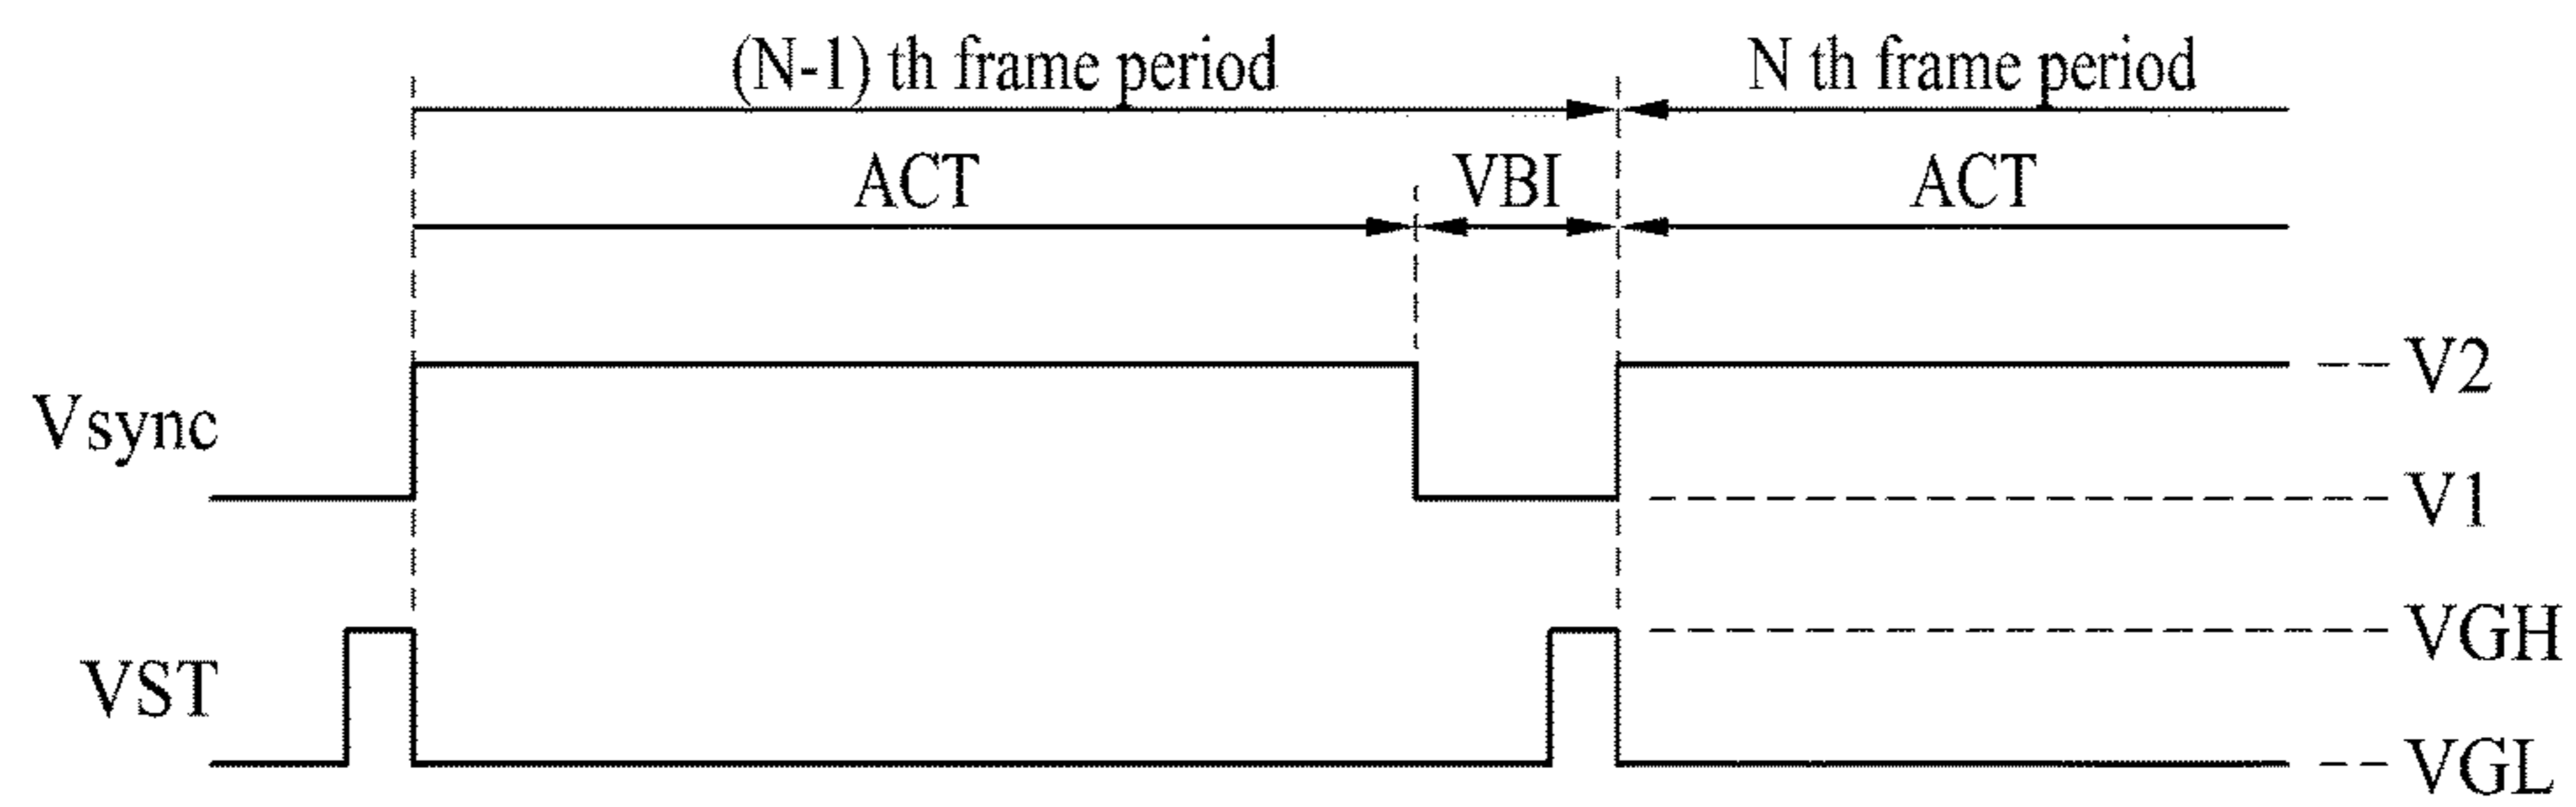 (N-1) th frame period N th frame period
ACT VBI ACT
V2
Vsync
V1
VGH
VST
VGL